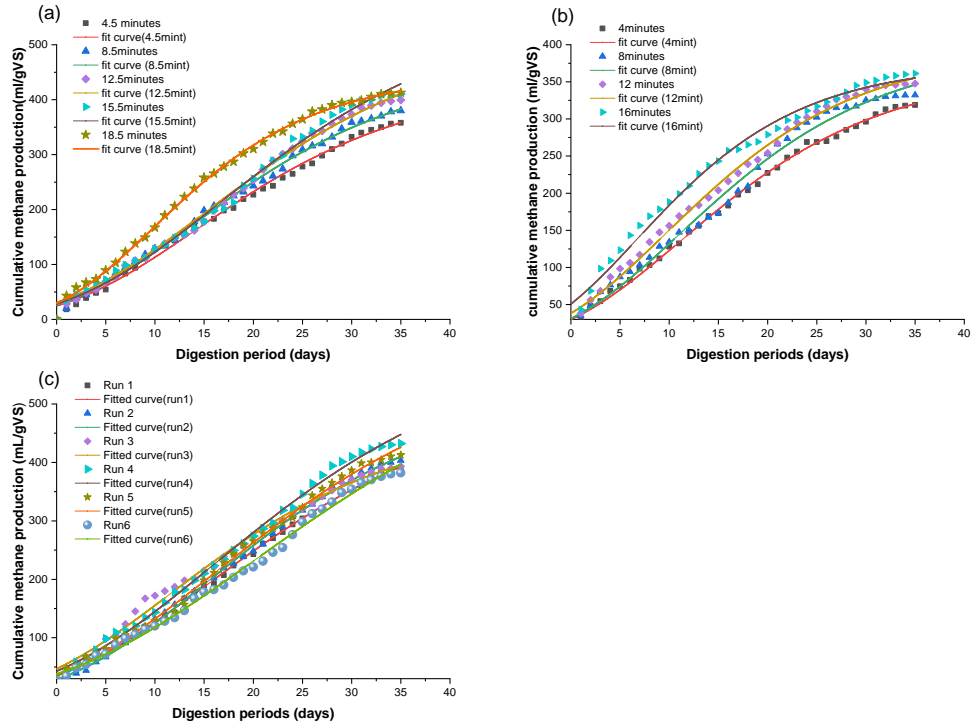 (a)
4.5 minutes
fit curve(4.5mint)
8.5minutes
fit curve (8.5mint)
12.5minutes
fit curve (12.5mint)
15.5minutes
fit curve (15.5mint)
18.5 minutes
fit curve (18.5mint)
Cumulative methane production(ml/gVS)
500
400
300
200
100
0
0 5 10 15 20 25 30 35 40
Digestion period (days)
(b)
4minutes
fit curve (4mint)
8minutes
fit curve (8mint)
12 minutes
fit curve (12mint)
16minutes
fit curve (16mint)
cumulative methane production (ml/gVS)
400
350
300
250
200
150
100
50
0 5 10 15 20 25 30 35 40
Digestion periods (days)
(c)
Run 1
Fitted curve(run1)
Run 2
Fitted curve(run2)
Run 3
Fitted curve(run3)
Run 4
Fitted curve(run4)
Run 5
Fitted curve(run5)
Run6
Fitted curve(run6)
Cumulative methane production (mL/gVS)
500
400
300
200
100
0 5 10 15 20 25 30 35 40
Digestion periods (days)